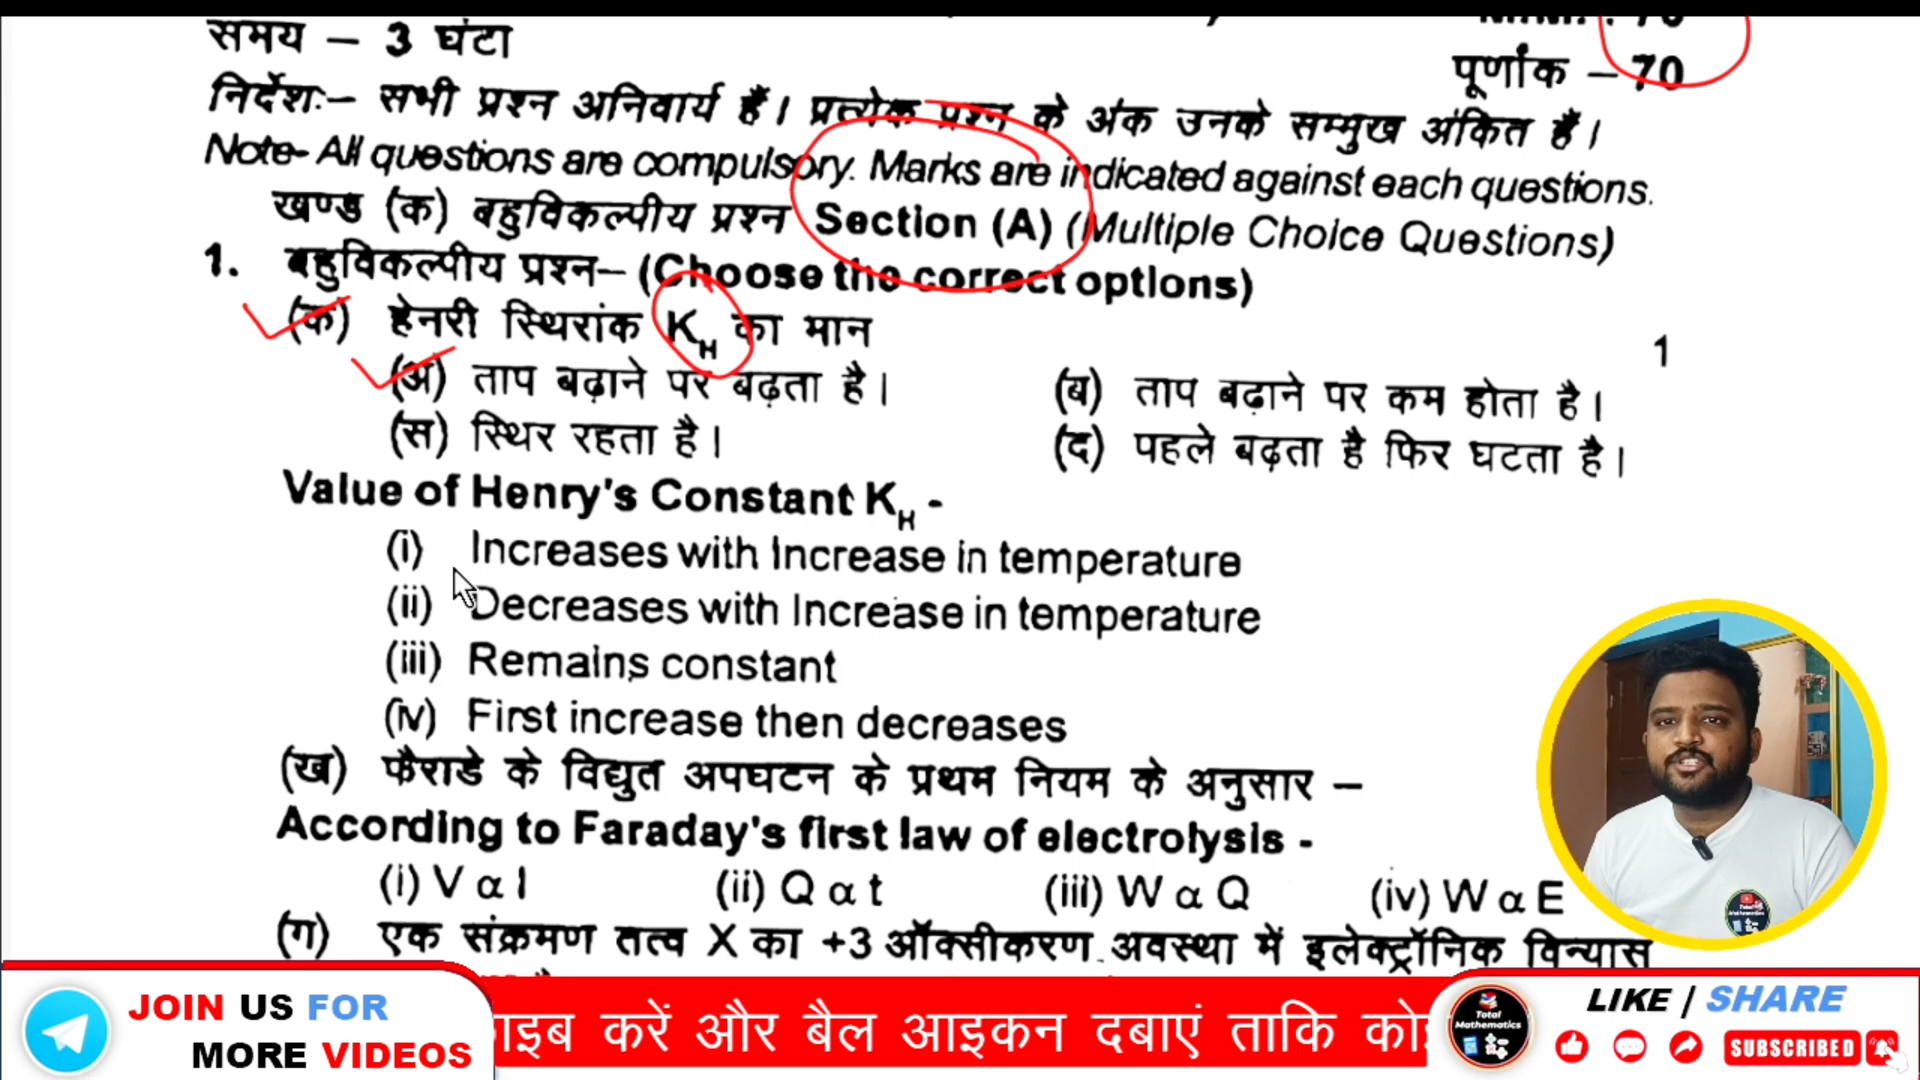 समय – 3 घंटा
पूर्णांक – 70
निर्देशः– सभी प्रश्न अनिवार्य हैं। प्रत्येक प्रश्न के अंक उनके सम्मुख अंकित हैं।
Note- All questions are compulsory. Marks are indicated against each questions.
खण्ड (क) बहुविकल्पीय प्रश्न Section (A) (Multiple Choice Questions)
1. बहुविकल्पीय प्रश्न– (Choose the correct options)
(क) हेनरी स्थिरांक K_H का मान 1
(अ) ताप बढ़ाने पर बढ़ता है। (ब) ताप बढ़ाने पर कम होता है।
(स) स्थिर रहता है। (द) पहले बढ़ता है फिर घटता है।
Value of Henry's Constant K_H -
(i) Increases with Increase in temperature
(ii) Decreases with Increase in temperature
(iii) Remains constant
(iv) First increase then decreases
(ख) फैराडे के विद्युत अपघटन के प्रथम नियम के अनुसार –
According to Faraday's first law of electrolysis -
(i) V α I (ii) Q α t (iii) W α Q (iv) W α E
(ग) एक संक्रमण तत्व X का +3 ऑक्सीकरण अवस्था में इलेक्ट्रॉनिक विन्यास
JOIN US FOR
MORE VIDEOS
करें और बैल आइकन दबाएं ताकि
Total
Mathematics
LIKE / SHARE
SUBSCRIBED